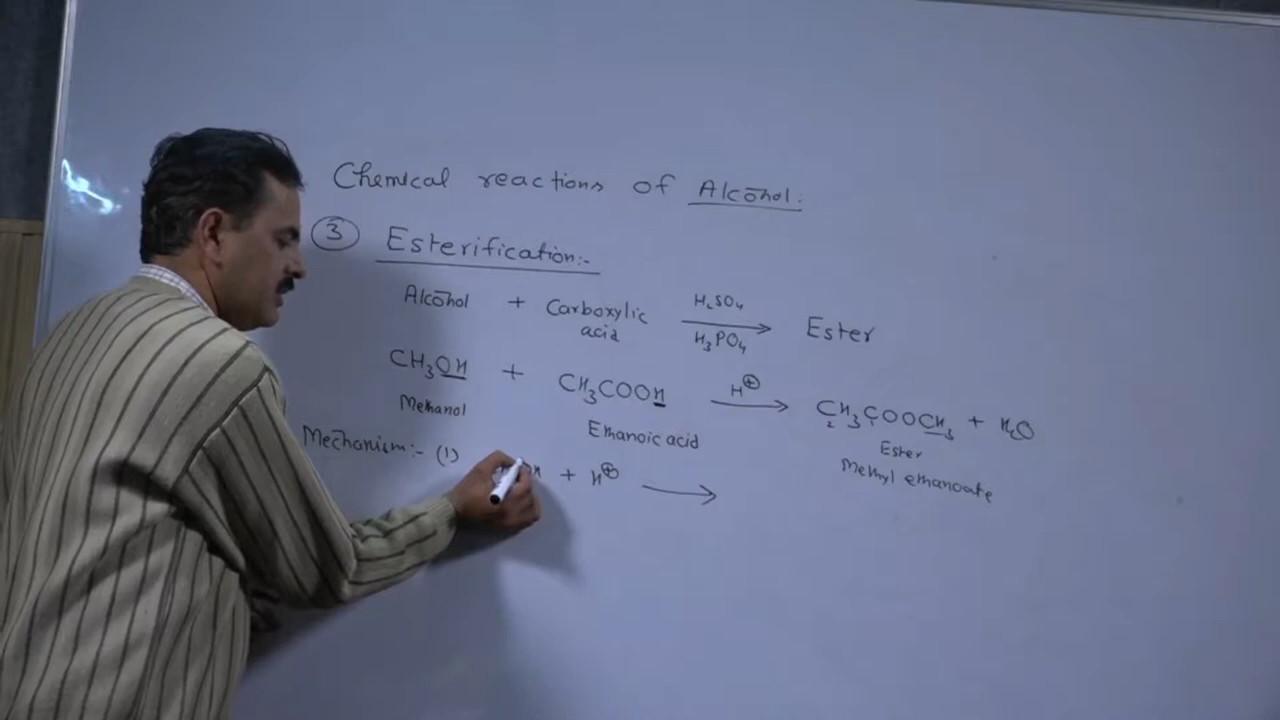 Chemical reactions of Alcohol:
③ Esterification:-
Alcohol + Carboxylic acid H2SO4 H3PO4 → Ester
CH3OH + CH3COOH H⊕ → CH3COOCH3 + H2O
Methanol Ethanoic acid Ester
Methyl ethanoate
Mechanism:- (1) + H⊕ →